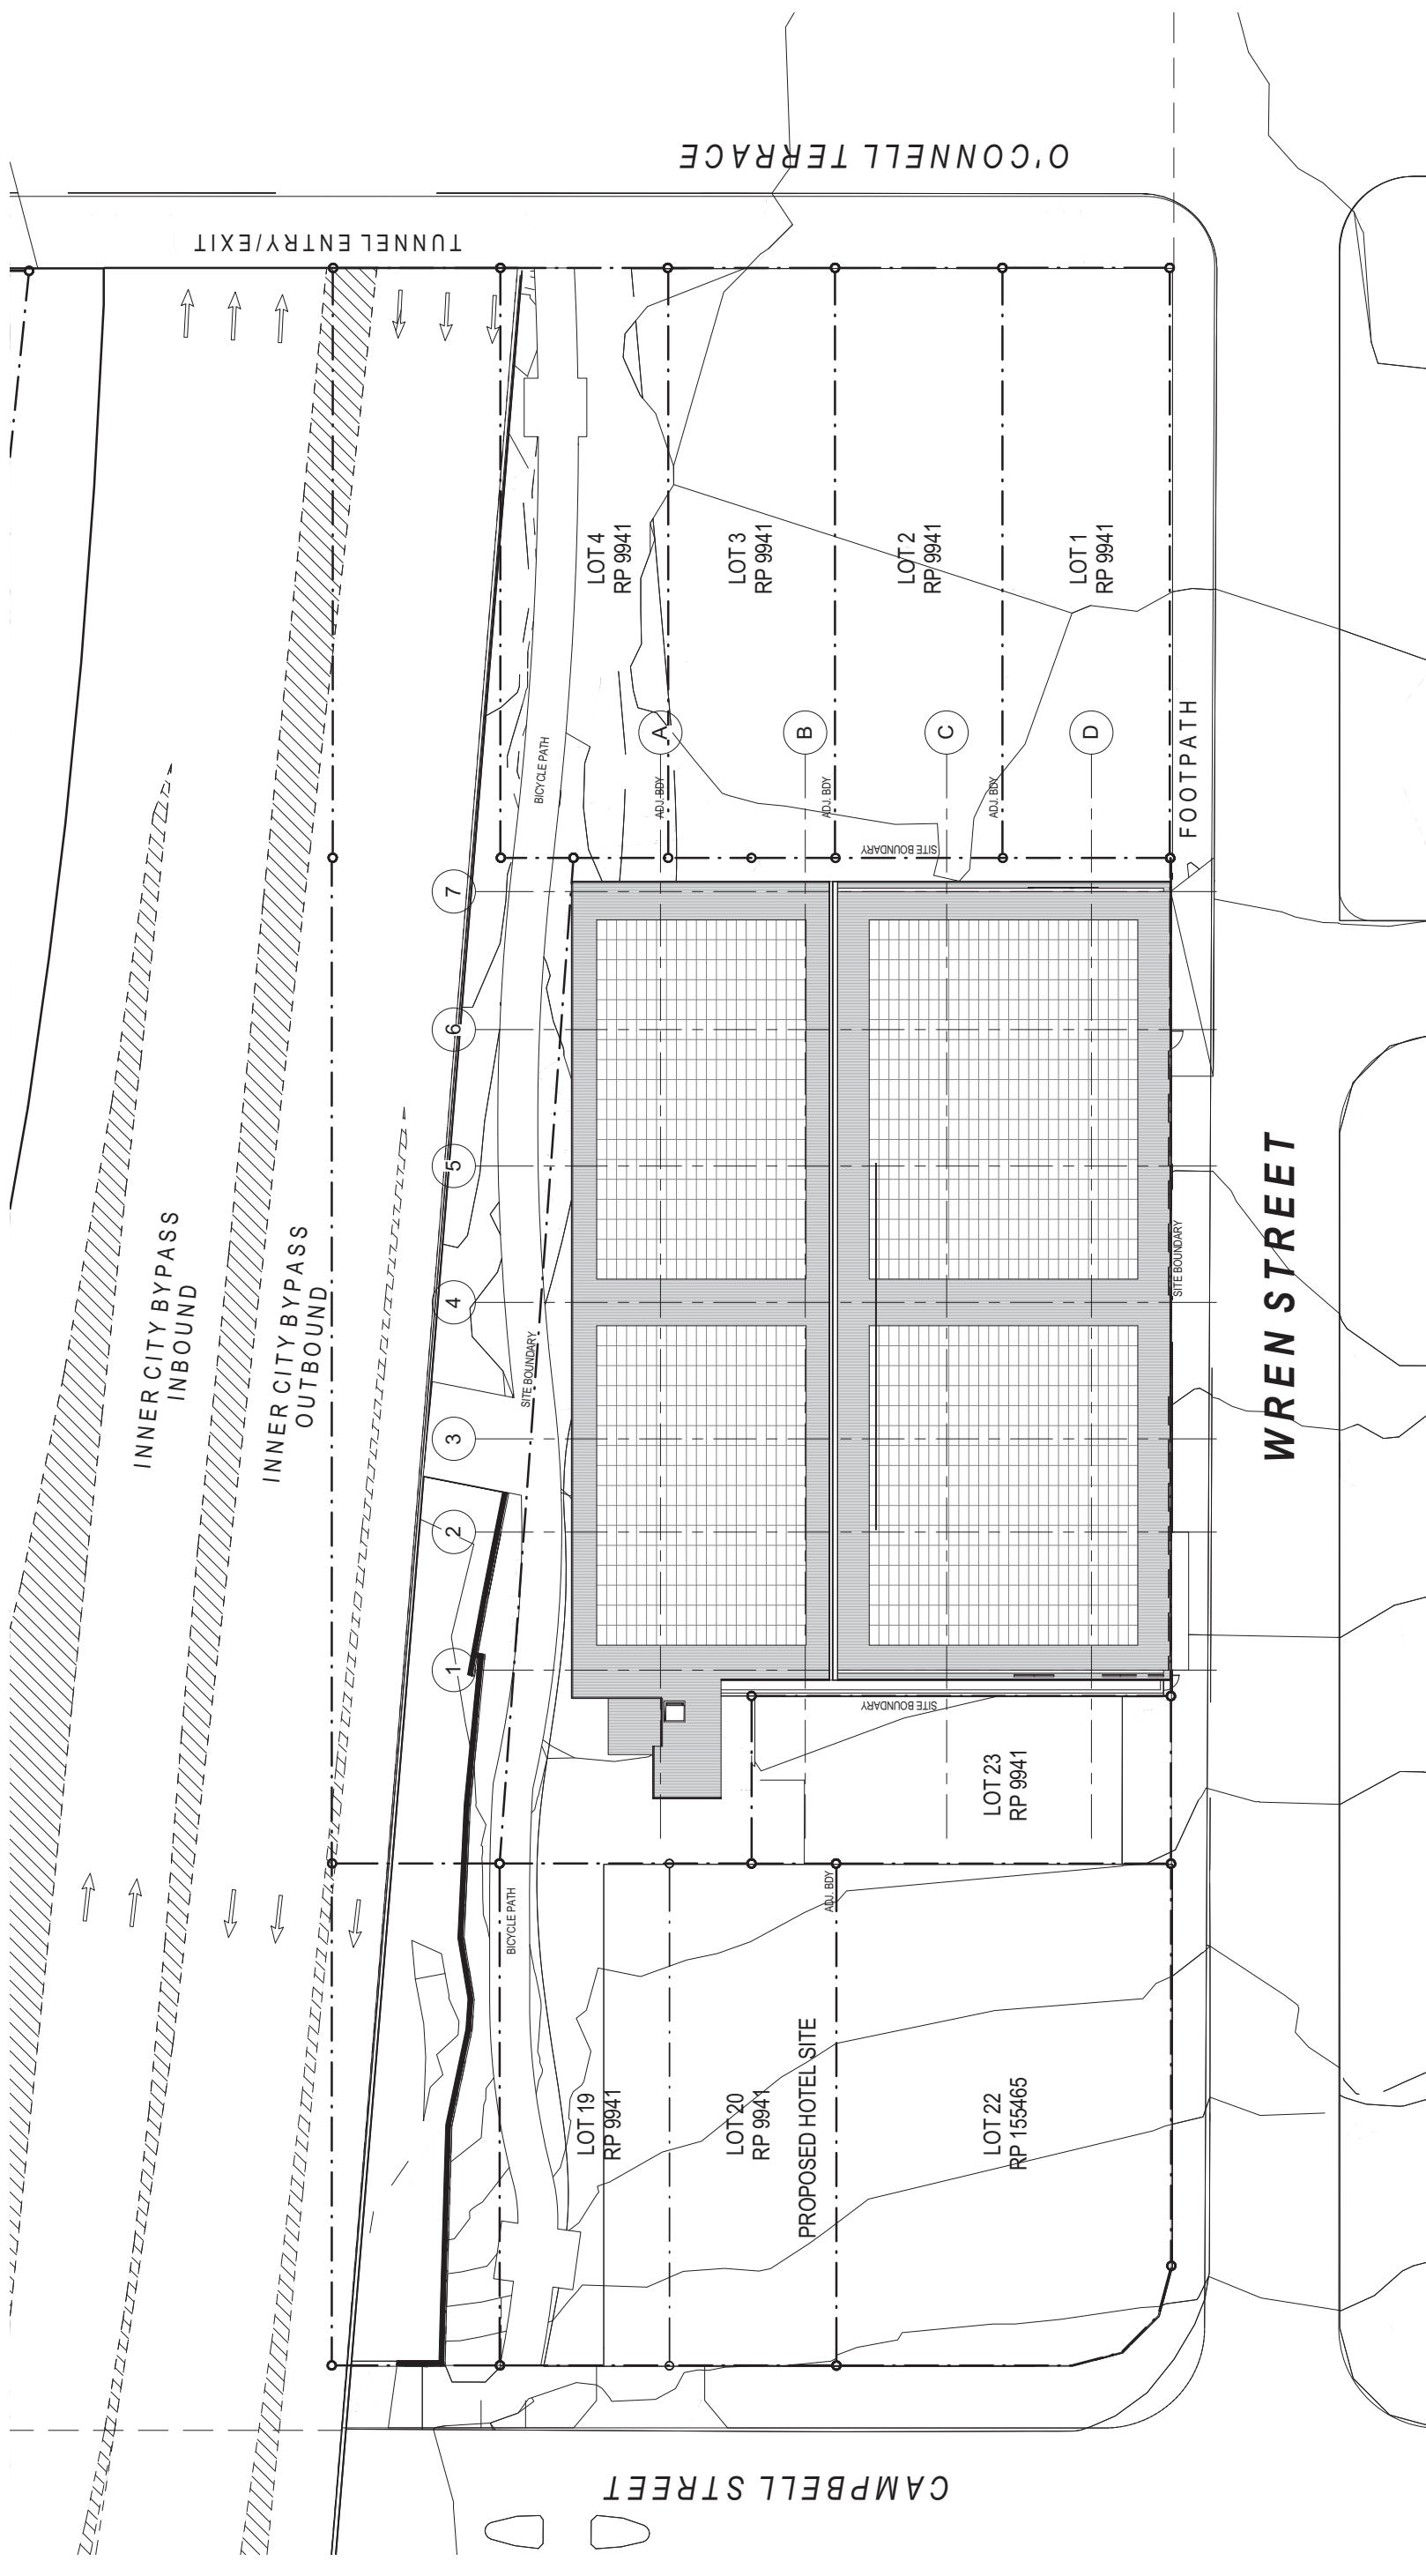 O'CONNELL TERRACE
TUNNEL ENTRY/EXIT
LOT 4
RP 9941
LOT 3
RP 9941
LOT 2
RP 9941
LOT 1
RP 9941
A
B
C
D
FOOTPATH
BICYCLE PATH
ADJ. BDY
ADJ. BDY
ADJ. BDY
SITE BOUNDARY
7
6
5
4
3
2
1
INNER CITY BYPASS
INBOUND
INNER CITY BYPASS
OUTBOUND
SITE BOUNDARY
SITE BOUNDARY
WREN STREET
SITE BOUNDARY
LOT 23
RP 9941
BICYCLE PATH
ADJ. BDY
LOT 19
RP 9941
LOT 20
RP 9941
PROPOSED HOTEL SITE
LOT 22
RP 155465
CAMPBELL STREET